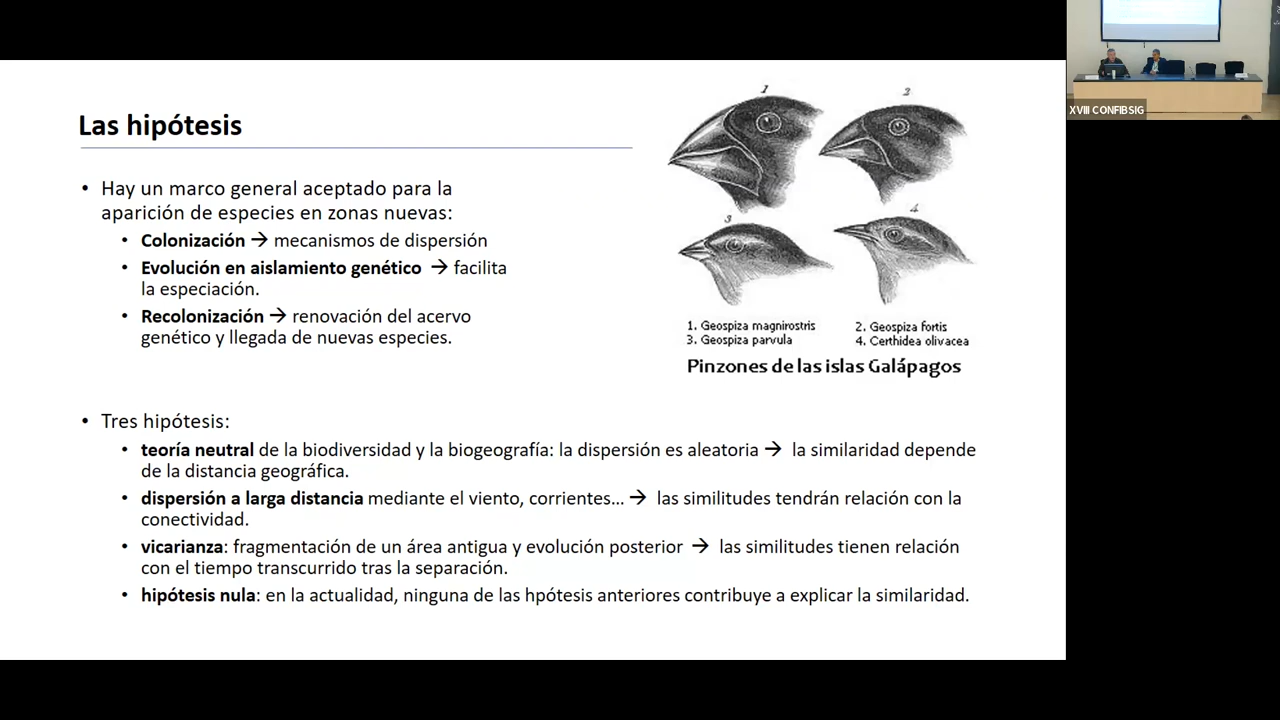 Las hipótesis
• Hay un marco general aceptado para la
aparición de especies en zonas nuevas:
• Colonización → mecanismos de dispersión
• Evolución en aislamiento genético → facilita
la especiación.
• Recolonización → renovación del acervo
genético y llegada de nuevas especies.
1
2
3
4
1. Geospiza magnirostris 2. Geospiza fortis
3. Geospiza parvula 4. Certhidea olivacea
Pinzones de las islas Galápagos
• Tres hipótesis:
• teoría neutral de la biodiversidad y la biogeografía: la dispersión es aleatoria → la similaridad depende
de la distancia geográfica.
• dispersión a larga distancia mediante el viento, corrientes... → las similitudes tendrán relación con la
conectividad.
• vicarianza: fragmentación de un área antigua y evolución posterior → las similitudes tienen relación
con el tiempo transcurrido tras la separación.
• hipótesis nula: en la actualidad, ninguna de las hpótesis anteriores contribuye a explicar la similaridad.
XVIII CONFIBSIG